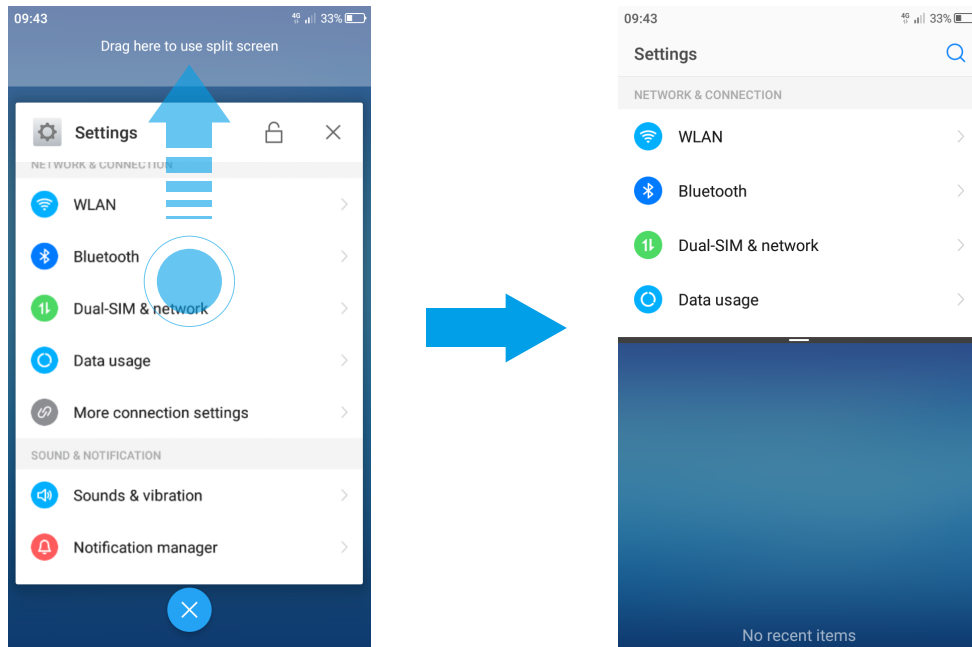 09:43
4G 33%
Drag here to use split screen
Settings
NETWORK & CONNECTION
WLAN
Bluetooth
Dual-SIM & network
Data usage
More connection settings
SOUND & NOTIFICATION
Sounds & vibration
Notification manager
09:43
4G 33%
Settings
NETWORK & CONNECTION
WLAN
Bluetooth
Dual-SIM & network
Data usage
No recent items